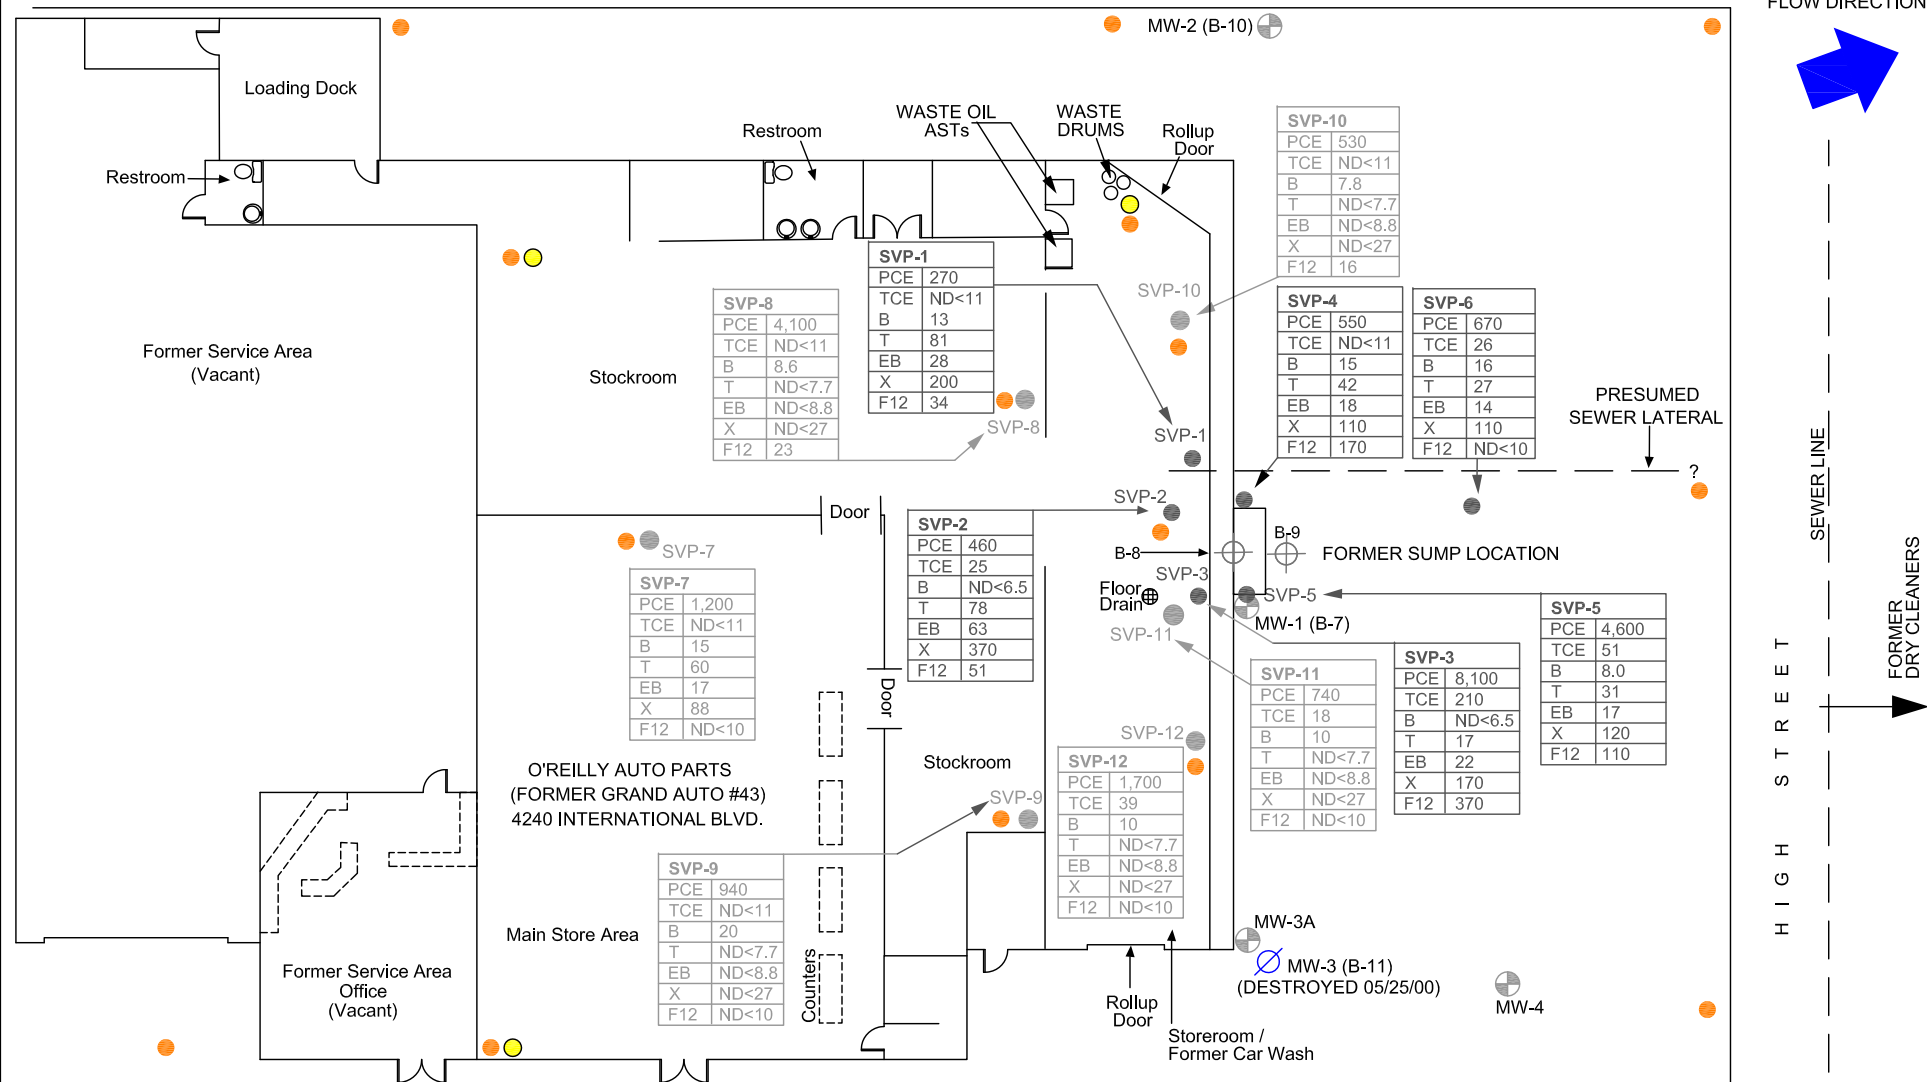 FLOW DIRECTION
MW-2 (B-10)
Loading Dock
Restroom
Restroom
WASTE OIL
ASTs
WASTE
DRUMS
Rollup
Door
SVP-10
PCE 530
TCE ND<11
B 7.8
T ND<7.7
EB ND<8.8
X ND<27
F12 16
SVP-1
PCE 270
TCE ND<11
B 13
T 81
EB 28
X 200
F12 34
SVP-8
PCE 4,100
TCE ND<11
B 8.6
T ND<7.7
EB ND<8.8
X ND<27
F12 23
SVP-10
SVP-4
PCE 550
TCE ND<11
B 15
T 42
EB 18
X 110
F12 170
SVP-6
PCE 670
TCE 26
B 16
T 27
EB 14
X 110
F12 ND<10
Former Service Area
(Vacant)
Stockroom
SVP-8
SVP-1
PRESUMED
SEWER LATERAL
?
SEWER LINE
SVP-2
Door
SVP-2
PCE 460
TCE 25
B ND<6.5
T 78
EB 63
X 370
F12 51
SVP-7
SVP-7
PCE 1,200
TCE ND<11
B 15
T 60
EB 17
X 88
F12 ND<10
B-8
B-9
FORMER SUMP LOCATION
SVP-3
Floor
Drain
SVP-5
SVP-11
MW-1 (B-7)
SVP-5
PCE 4,600
TCE 51
B 8.0
T 31
EB 17
X 120
F12 110
SVP-3
PCE 8,100
TCE 210
B ND<6.5
T 17
EB 22
X 170
F12 370
SVP-11
PCE 740
TCE 18
B 10
T ND<7.7
EB ND<8.8
X ND<27
F12 ND<10
FORMER
DRY CLEANERS
HIGH STREET
Door
SVP-12
SVP-12
PCE 1,700
TCE 39
B 10
T ND<7.7
EB ND<8.8
X ND<27
F12 ND<10
O'REILLY AUTO PARTS
(FORMER GRAND AUTO #43)
4240 INTERNATIONAL BLVD.
Stockroom
SVP-9
SVP-9
PCE 940
TCE ND<11
B 20
T ND<7.7
EB ND<8.8
X ND<27
F12 ND<10
Main Store Area
Counters
Former Service Area
Office
(Vacant)
MW-3A
MW-3 (B-11)
(DESTROYED 05/25/00)
MW-4
Rollup
Door
Storeroom /
Former Car Wash